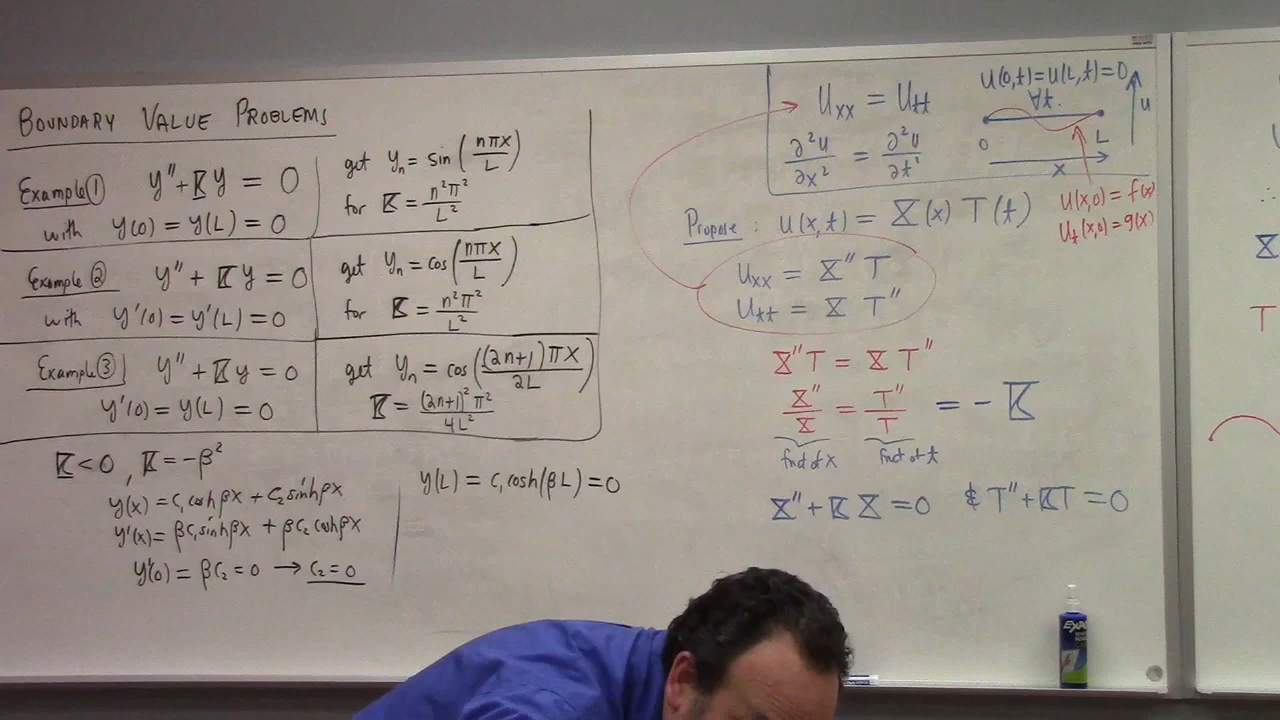 BOUNDARY VALUE PROBLEMS
Example ① y'' + K y = 0
with y(0) = y(L) = 0
get yₙ = sin(nπx/L)
for K = n²π²/L²
Example ② y'' + K y = 0
with y'(0) = y'(L) = 0
get yₙ = cos(nπx/L)
for K = n²π²/L²
Example ③ y'' + K y = 0
y'(0) = y(L) = 0
get yₙ = cos((2n+1)πx/2L)
K = (2n+1)²π²/4L²
K < 0, K = -β²
y(x) = c₁cosh βx + c₂ sinh βx
y'(x) = βc₁ sinh βx + βc₂ cosh βx
y'(0) = βc₂ = 0 → c₂ = 0
y(L) = c₁cosh(βL) = 0
Uxx = Utt
∂²u/∂x² = ∂²u/∂t²
U(0,t) = U(L,t) = 0
∀t.
0 L
x
u
U(x,0) = f(x)
Ut(x,0) = g(x)
Propose: u(x,t) = X(x) T(t)
Uxx = X'' T
Utt = X T''
X''T = X T''
X''/X = T''/T = -K
fnct of x fnct of t
X'' + K X = 0 & T'' + KT = 0
X
T
EXPO